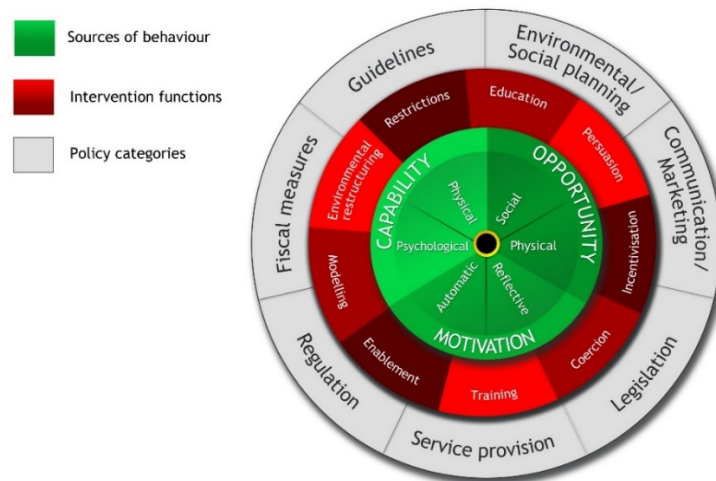 Sources of behaviour
Intervention functions
Policy categories
Guidelines
Environmental/
Social planning
Communication/
Marketing
Legislation
Service provision
Regulation
Fiscal measures
Restrictions
Education
Persuasion
Incentivisation
Coercion
Training
Enablement
Modelling
Environmental
restructuring
CAPABILITY
OPPORTUNITY
MOTIVATION
Physical
Social
Physical
Reflective
Automatic
Psychological